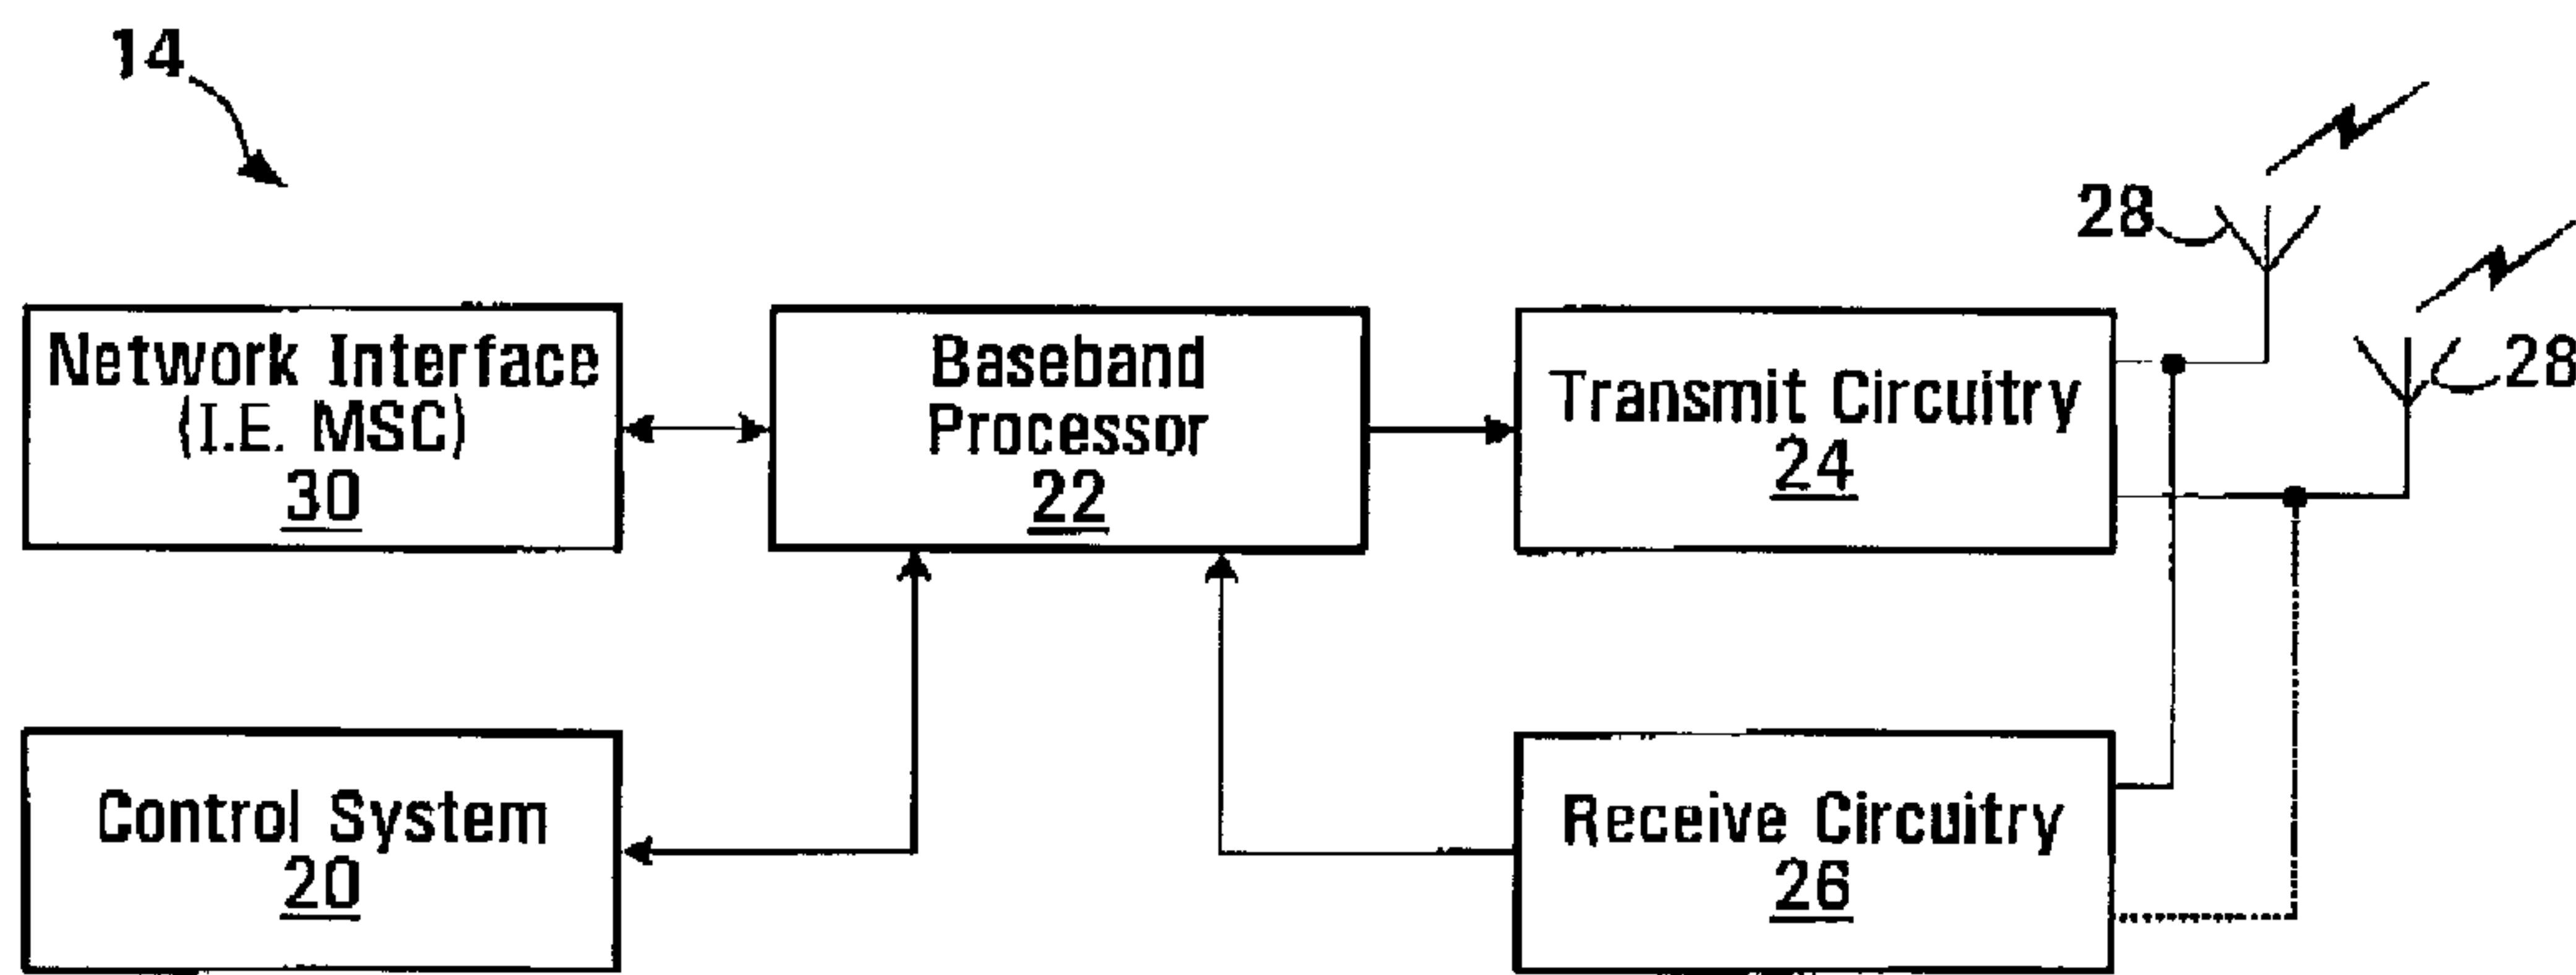 14
28
28
Network Interface
(I.E. MSC)
30
Baseband
Processor
22
Transmit Circuitry
24
Control System
20
Receive Circuitry
26